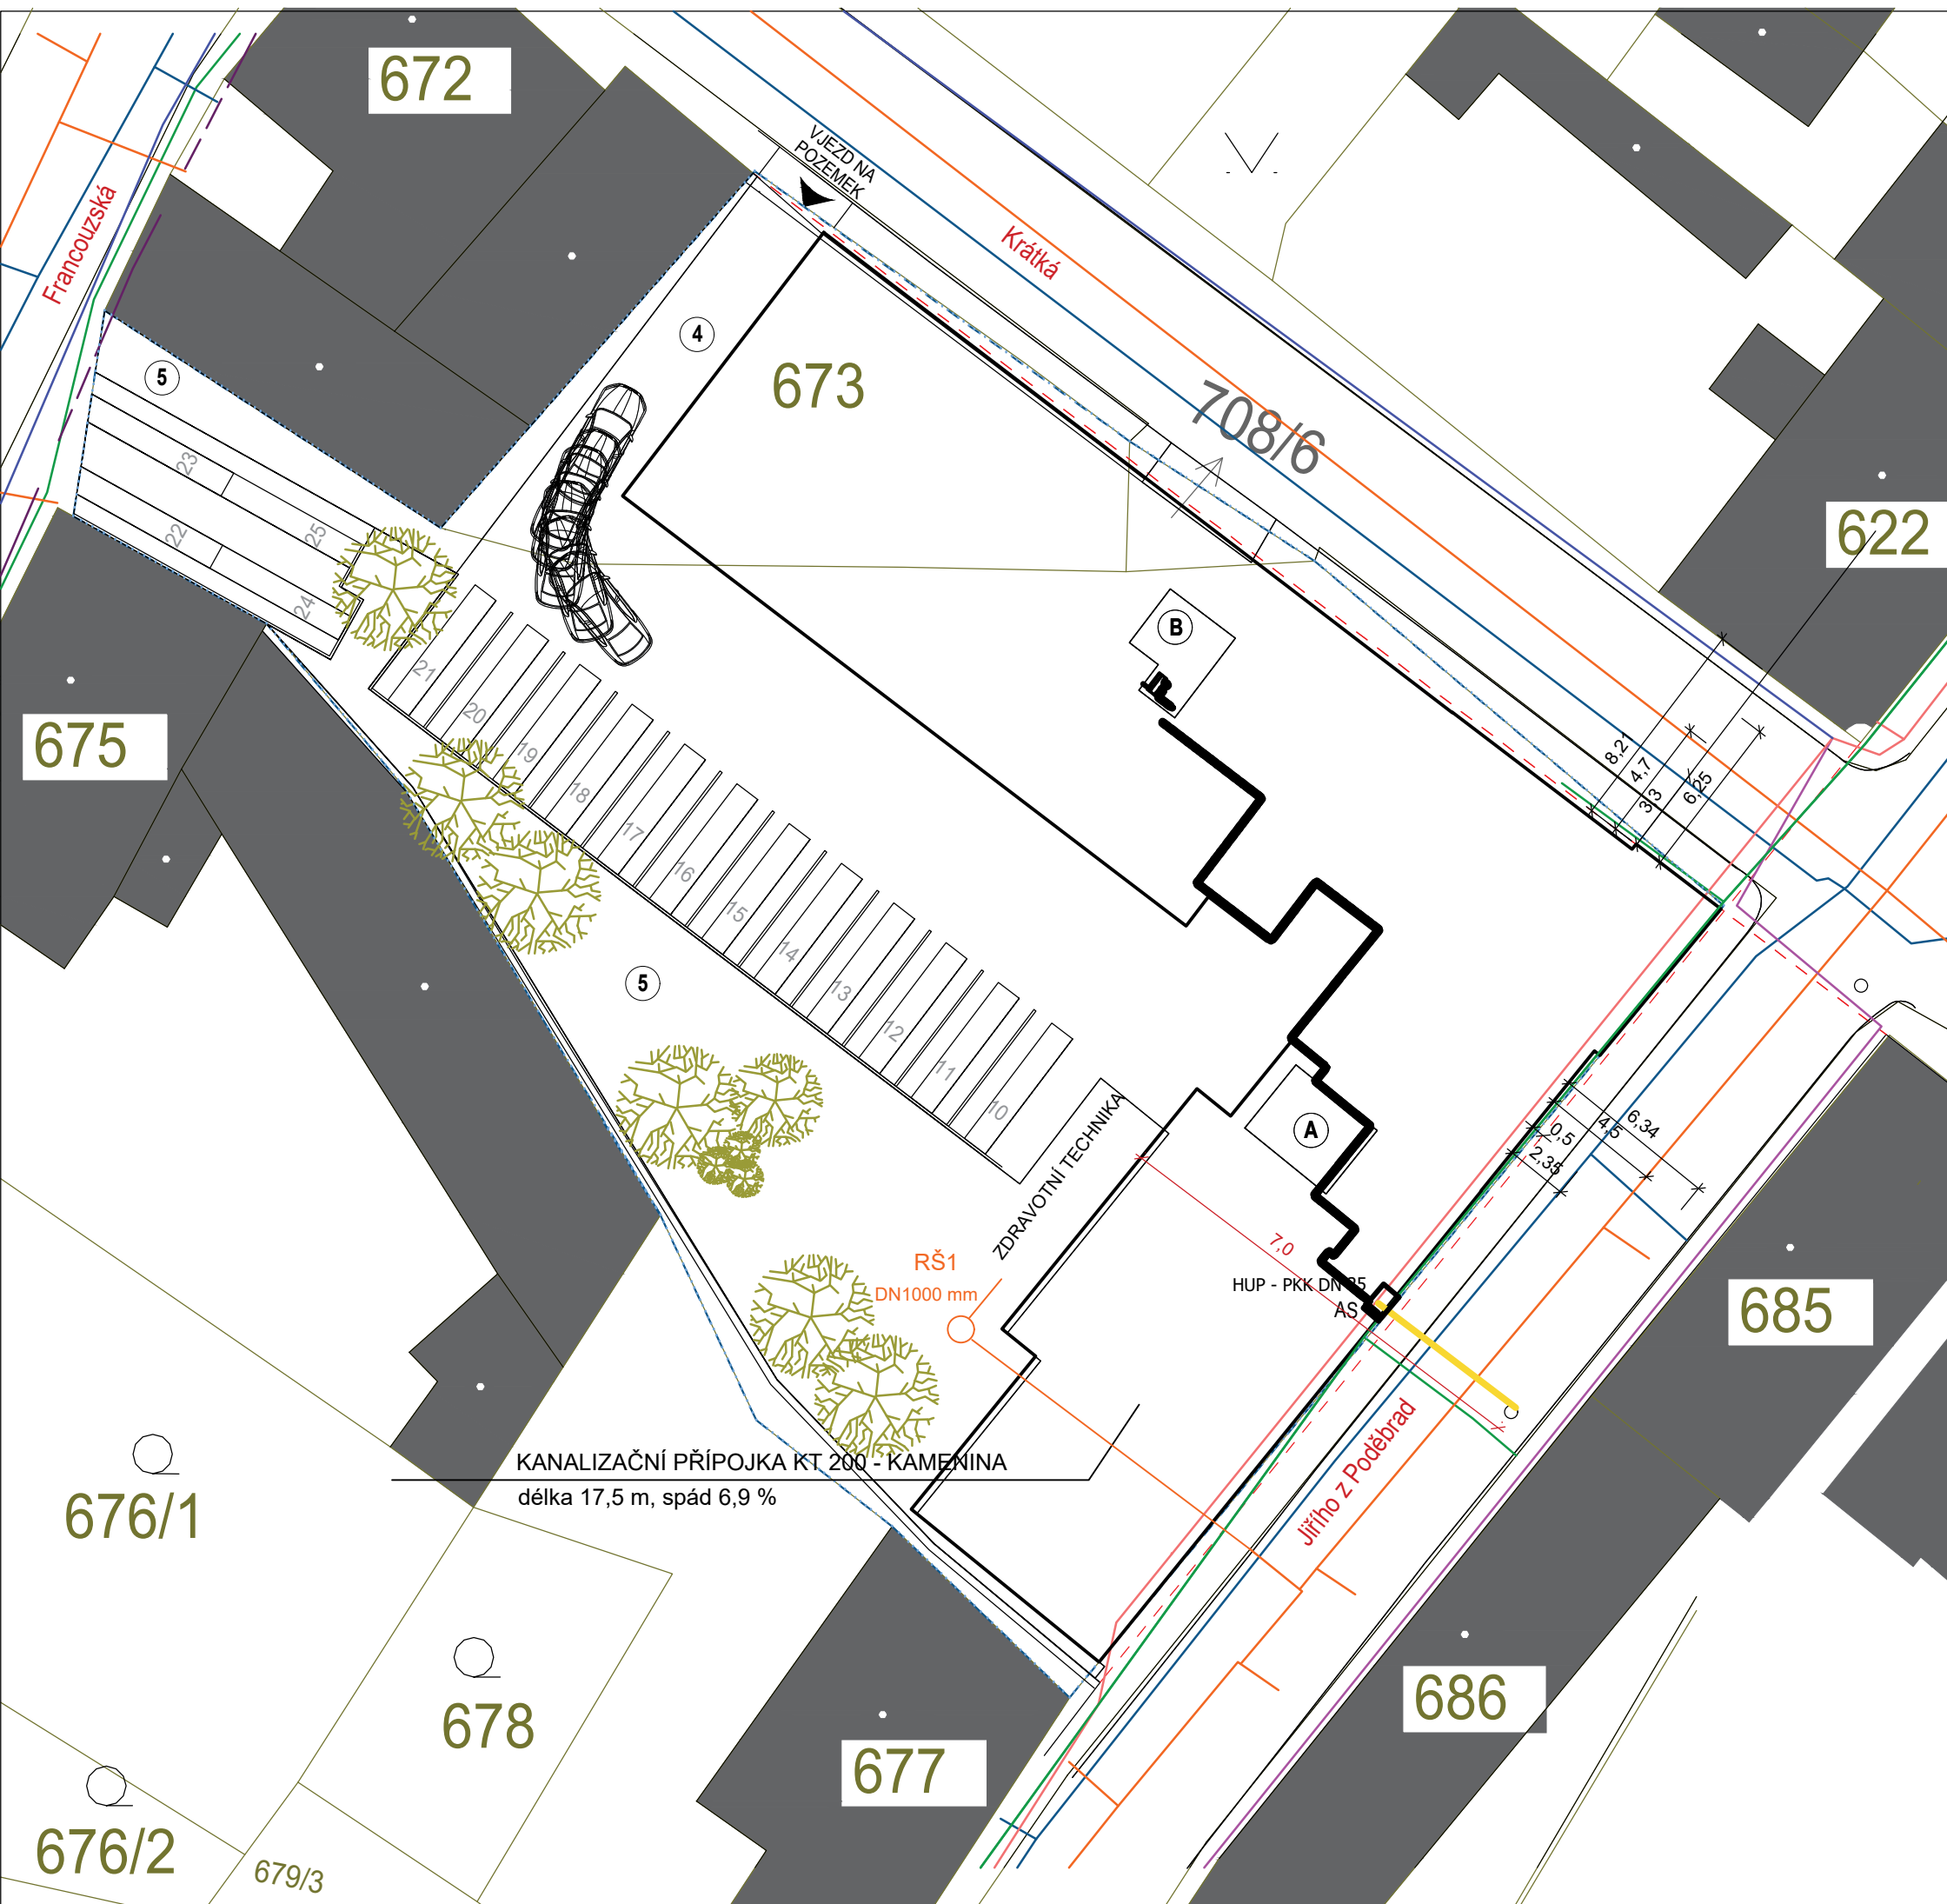 672
VJEZD NA
POZEMEK
Francouzská
Krátká
4
673
5
708/6
23
22
25
24
622
B
21
675
20
19
18
17
16
15
14
13
12
11
10
8,21
4,7
3,3
6,25
5
ZDRAVOTNÍ TECHNIKA
A
6,34
4,5
0,5
2,35
7,0
RŠ1
DN1000 mm
HUP - PKK DN 25
AS
685
Jiřího z Poděbrad
KANALIZAČNÍ PŘÍPOJKA KT 200 - KAMENINA
délka 17,5 m, spád 6,9 %
676/1
686
678
677
676/2
679/3